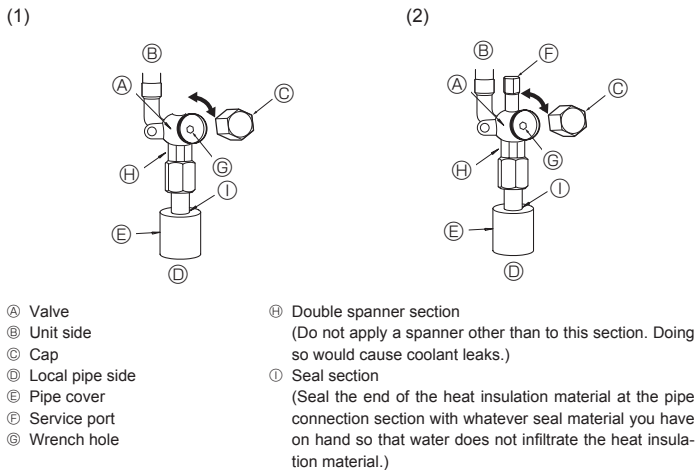 (1) (2)
Ⓑ Ⓑ Ⓕ
Ⓐ Ⓒ Ⓐ Ⓒ
Ⓗ Ⓖ Ⓗ Ⓖ
Ⓘ Ⓘ
Ⓔ Ⓔ
Ⓓ Ⓓ
Ⓐ Valve
Ⓑ Unit side
Ⓒ Cap
Ⓓ Local pipe side
Ⓔ Pipe cover
Ⓕ Service port
Ⓖ Wrench hole
Ⓗ Double spanner section
(Do not apply a spanner other than to this section. Doing
so would cause coolant leaks.)
Ⓘ Seal section
(Seal the end of the heat insulation material at the pipe
connection section with whatever seal material you have
on hand so that water does not infiltrate the heat insula-
tion material.)